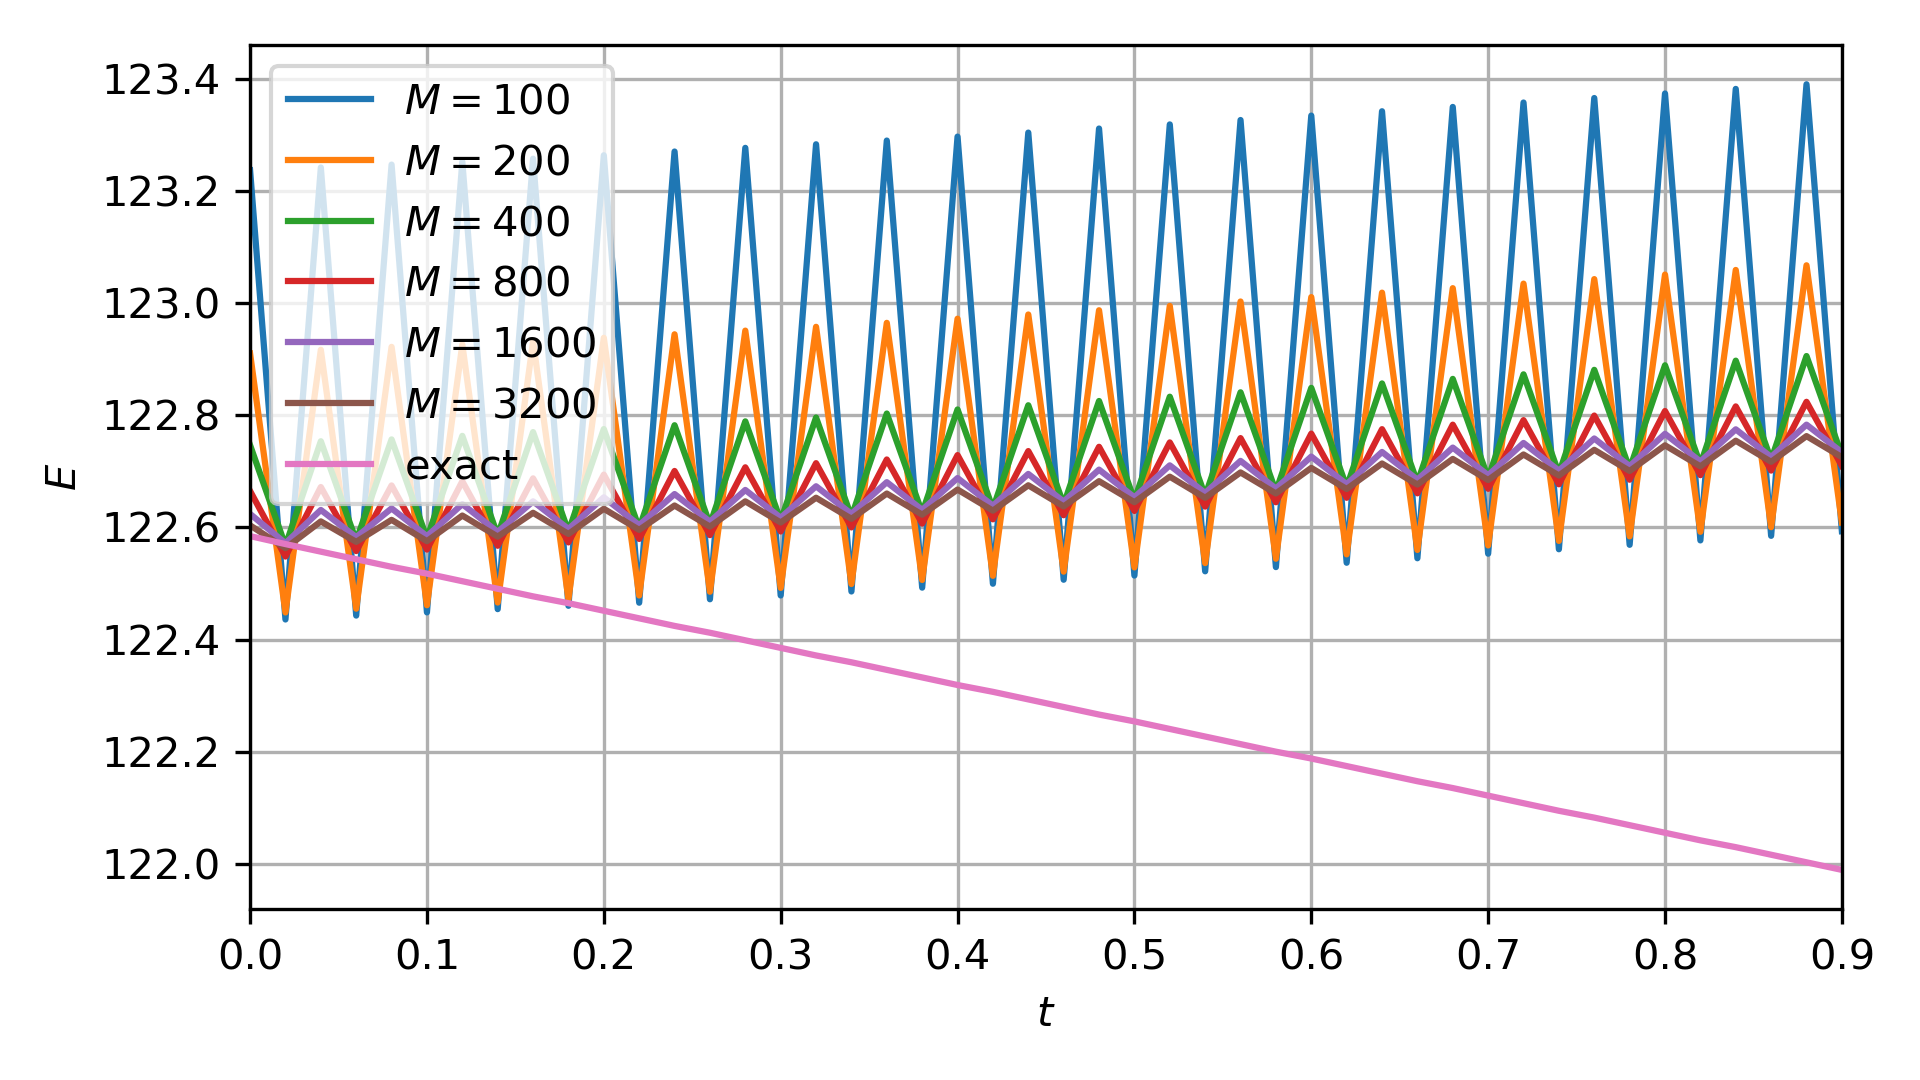 123.4
123.2
123.0
122.8
122.6
122.4
122.2
122.0
E
M = 100
M = 200
M = 400
M = 800
M = 1600
M = 3200
exact
0.0 0.1 0.2 0.3 0.4 0.5 0.6 0.7 0.8 0.9
t